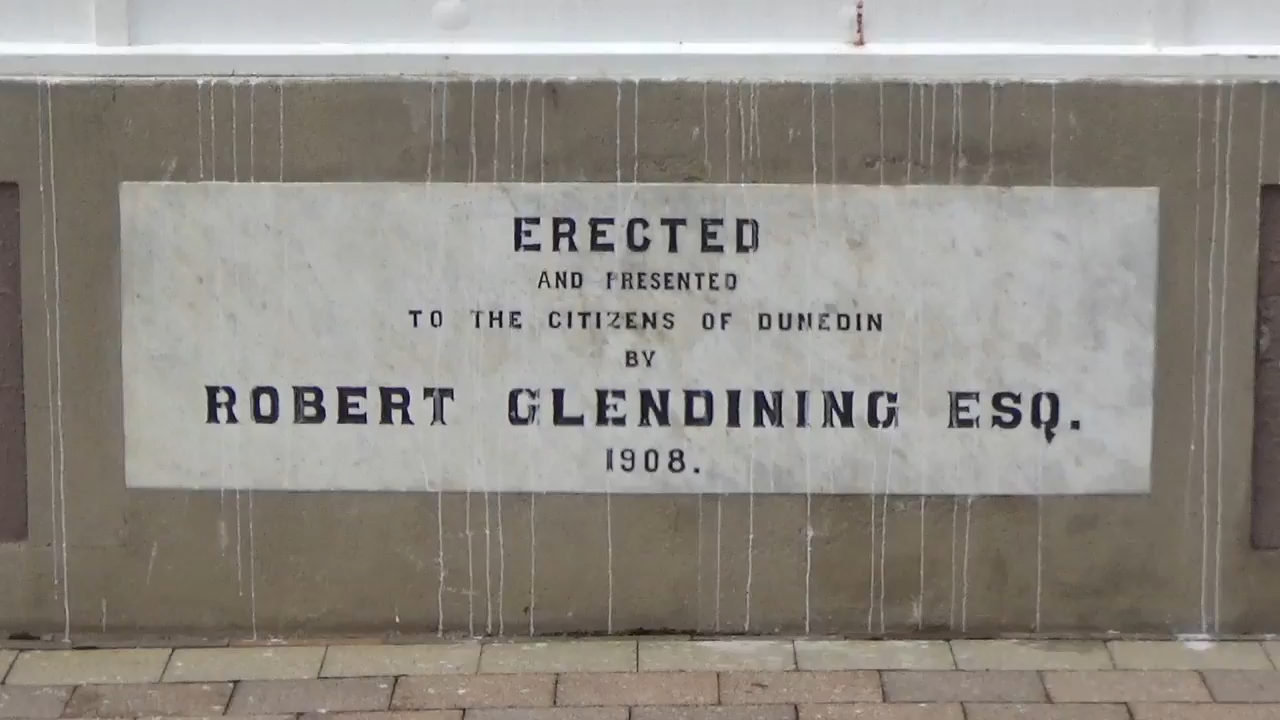 ERECTED
AND PRESENTED
TO THE CITIZENS OF DUNEDIN
BY
ROBERT GLENDINING ESQ.
1908.